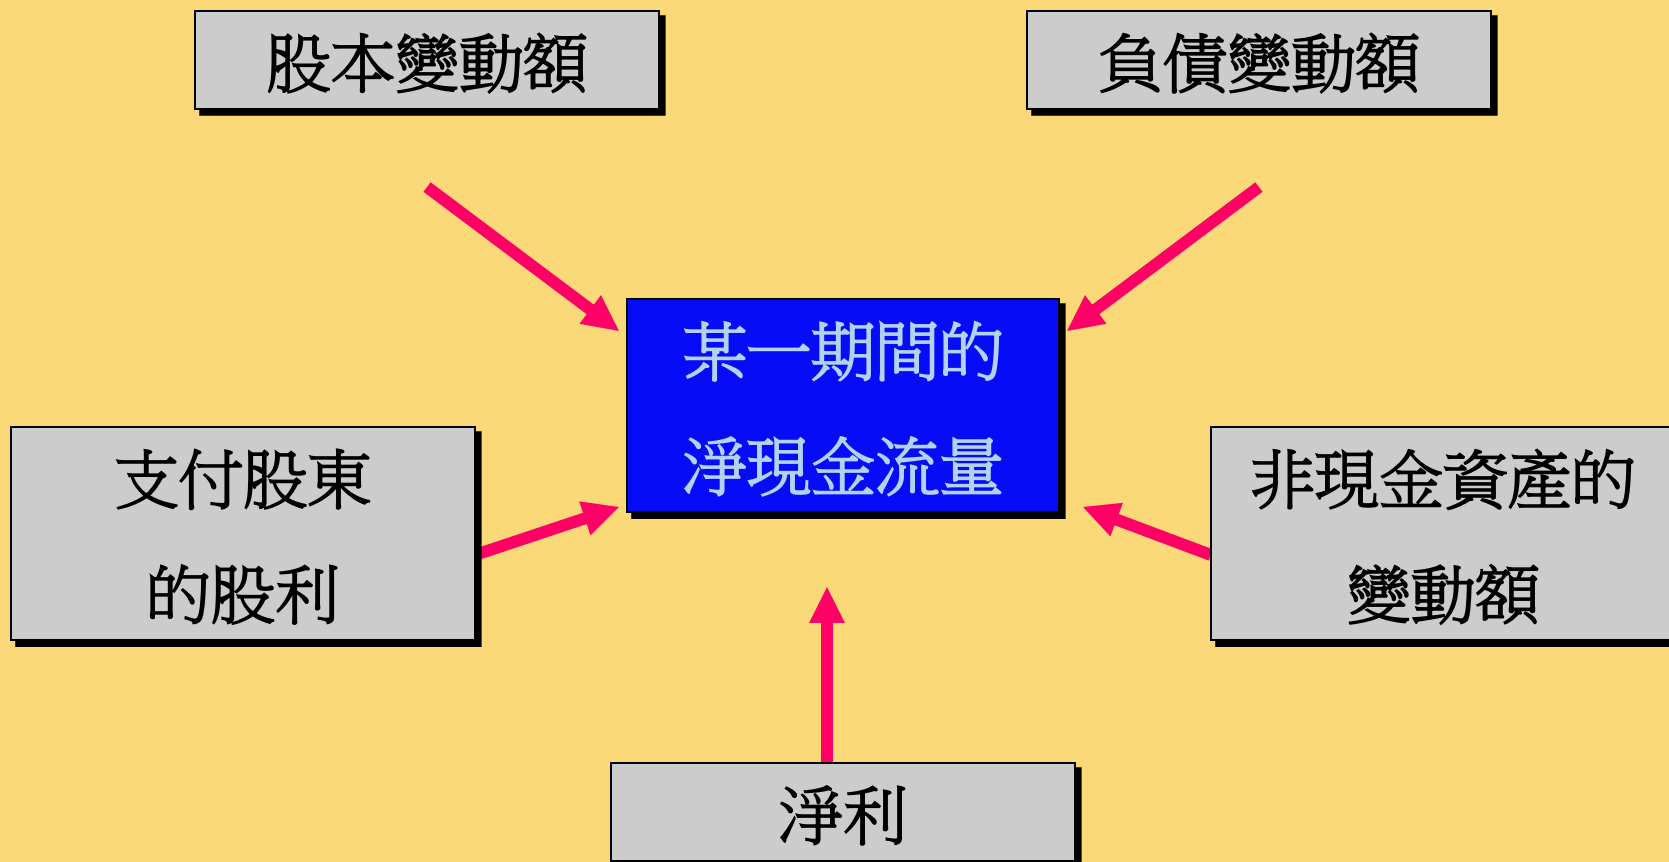 股本變動額
負債變動額
某一期間的
淨現金流量
支付股東
的股利
非現金資產的
變動額
淨利